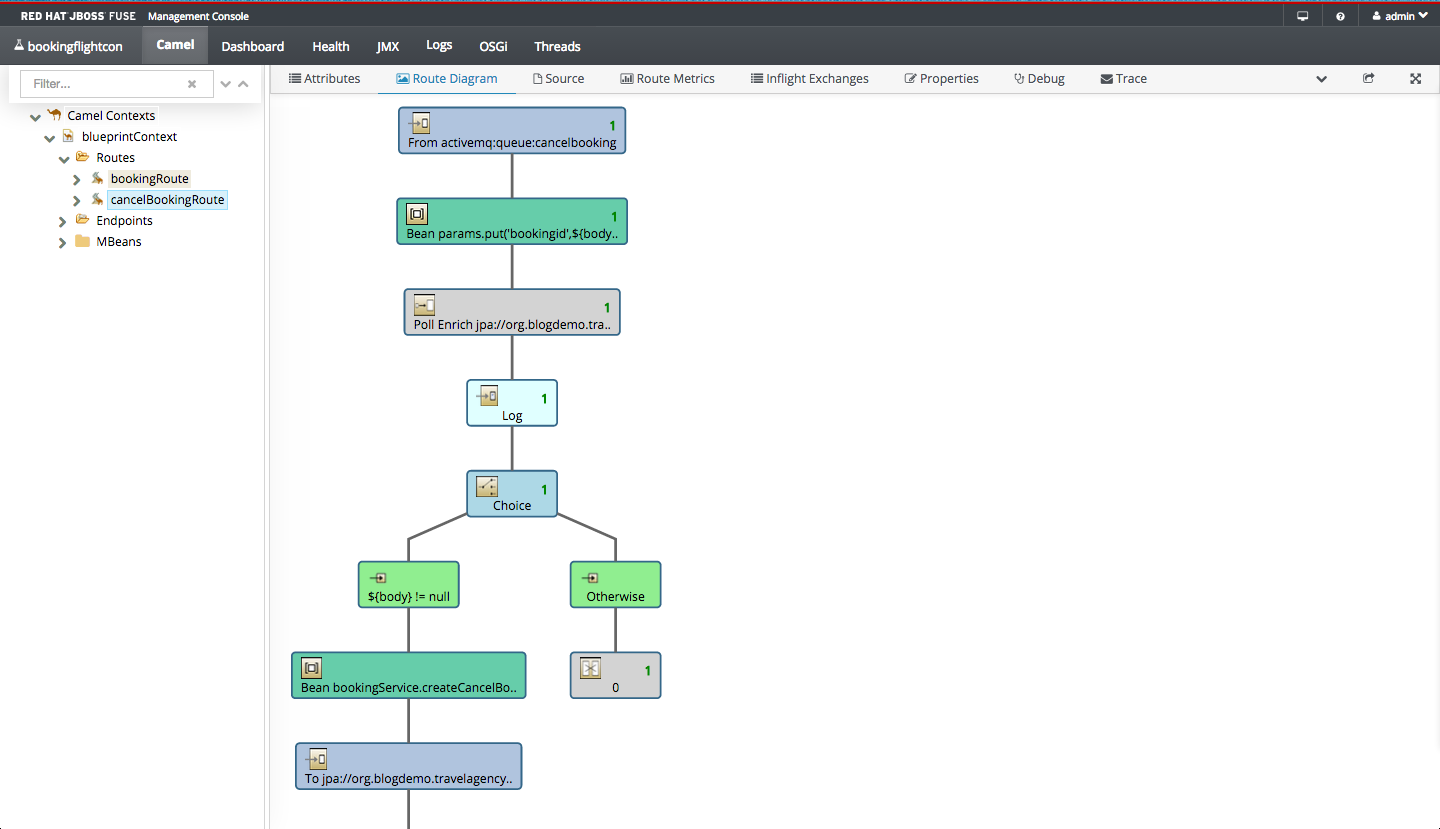 RED HAT JBOSS FUSE Management Console
admin
bookingflightcon Camel Dashboard Health JMX Logs OSGi Threads
Filter...
Attributes Route Diagram Source Route Metrics Inflight Exchanges Properties Debug Trace
Camel Contexts
blueprintContext
Routes
bookingRoute
cancelBookingRoute
Endpoints
MBeans
1
From activemq:queue:cancelbooking
1
Bean params.put('bookingid',${body..
1
Poll Enrich jpa://org.blogdemo.tra..
1
Log
1
Choice
${body} != null
Otherwise
Bean bookingService.createCancelBo..
1
0
To jpa://org.blogdemo.travelagency..